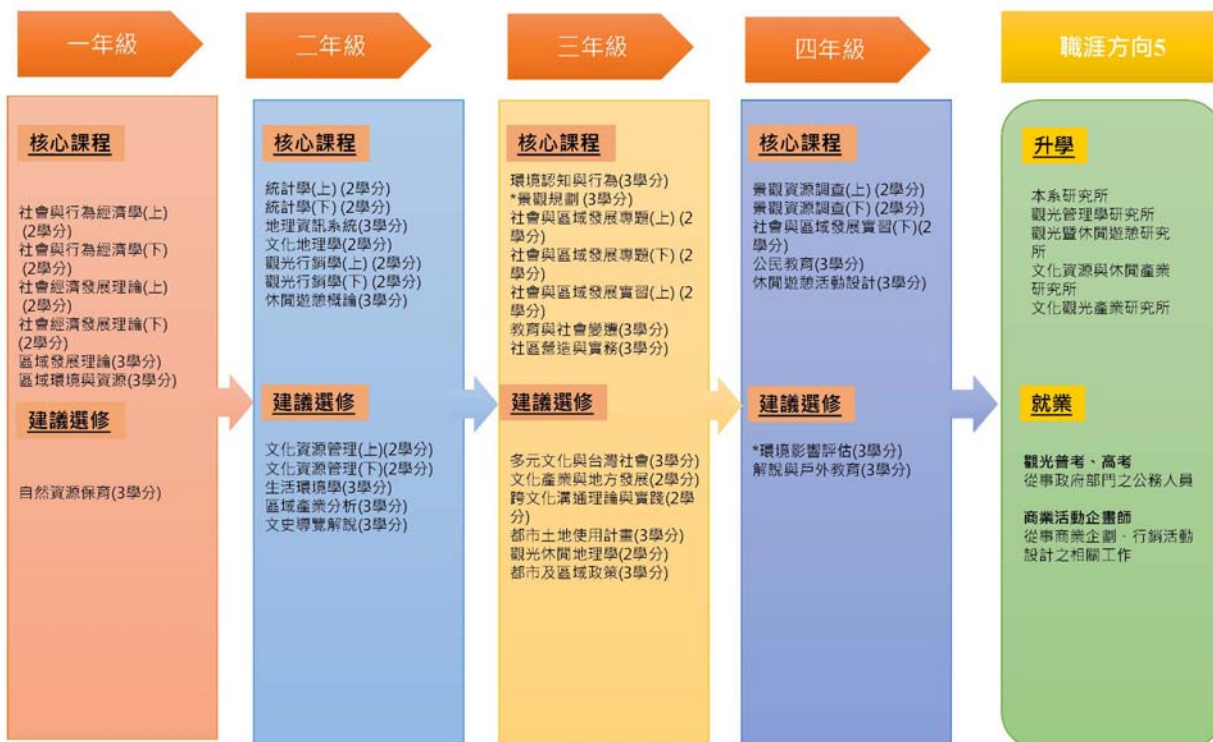 一年級
核心課程
社會與行為經濟學(上)
(2學分)
社會與行為經濟學(下)
(2學分)
社會經濟發展理論(上)
(2學分)
社會經濟發展理論(下)
(2學分)
區域發展理論(3學分)
區域環境與資源(3學分)
建議選修
自然資源保育(3學分)
二年級
核心課程
統計學(上) (2學分)
統計學(下) (2學分)
地理資訊系統(3學分)
文化地理學(2學分)
觀光行銷學(上) (2學分)
觀光行銷學(下) (2學分)
休閒遊憩概論(3學分)
建議選修
文化資源管理(上)(2學分)
文化資源管理(下)(2學分)
生活環境學(3學分)
區域產業分析(3學分)
文史導覽解說(3學分)
三年級
核心課程
環境認知與行為(3學分)
*景觀規劃 (3學分)
社會與區域發展專題(上) (2
學分)
社會與區域發展專題(下) (2
學分)
社會與區域發展實習(上) (2
學分)
教育與社會變遷(3學分)
社區營造與實務(3學分)
建議選修
多元文化與台灣社會(3學分)
文化產業與地方發展(2學分)
跨文化溝通理論與實踐(2學
分)
都市土地使用計畫(3學分)
觀光休閒地理學(2學分)
都市及區域政策(3學分)
四年級
核心課程
景觀資源調查(上) (2學分)
景觀資源調查(下) (2學分)
社會與區域發展實習(下)(2
學分)
公民教育(3學分)
休閒遊憩活動設計(3學分)
建議選修
*環境影響評估(3學分)
解說與戶外教育(3學分)
職涯方向5
升學
本系研究所
觀光管理學研究所
觀光暨休閒遊憩研究
所
文化資源與休閒產業
研究所
文化觀光產業研究所
就業
觀光普考、高考
從事政府部門之公務人員
商業活動企畫師
從事商業企劃、行銷活動
設計之相關工作